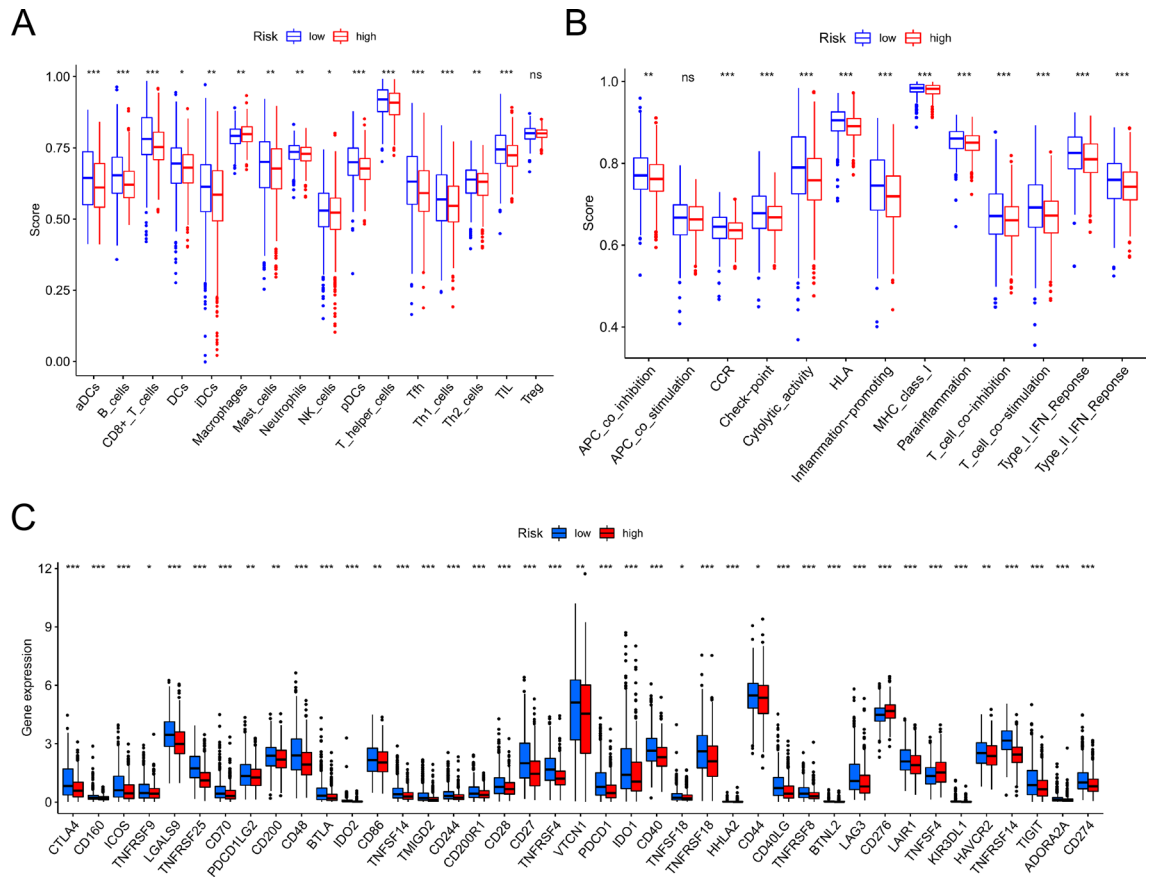 A
Risk low high
*** *** *** * ** ** ** ** * *** *** *** *** ** *** ns
Score
1.00
0.75
0.50
0.25
0.00
aDCs
B_cells
CD8+_T_cells
DCs
iDCs
Macrophages
Mast_cells
Neutrophils
NK_cells
pDCs
T_helper_cells
Tfh
Th1_cells
Th2_cells
TIL
Treg
B
Risk low high
** ns *** *** *** *** *** *** *** *** *** *** ***
Score
1.0
0.8
0.6
0.4
APC_co_inhibition
APC_co_stimulation
CCR
Check-point
Cytolytic_activity
HLA
Inflammation-promoting
MHC_class_I
Parainflammation
T_cell_co-inhibition
T_cell_co-stimulation
Type_I_IFN_Reponse
Type_II_IFN_Reponse
C
Risk low high
*** *** *** * *** *** *** ** ** *** *** *** ** *** *** *** *** *** *** *** ** *** *** *** * *** *** * *** *** *** *** *** *** *** *** ** *** *** *** ***
Gene expression
12
9
6
3
0
CTLA4
CD160
ICOS
TNFRSF9
LGALS9
TNFRSF25
CD70
PDCD1LG2
CD200
CD48
BTLA
IDO2
CD86
TNFSF14
TMIGD2
CD244
CD200R1
CD28
CD27
TNFRSF4
VTCN1
PDCD1
IDO1
CD40
TNFSF18
TNFRSF18
HHLA2
CD44
CD40LG
TNFRSF8
BTNL2
LAG3
CD276
LAIR1
TNFSF4
KIR3DL1
HAVCR2
TNFRSF14
TIGIT
ADORA2A
CD274